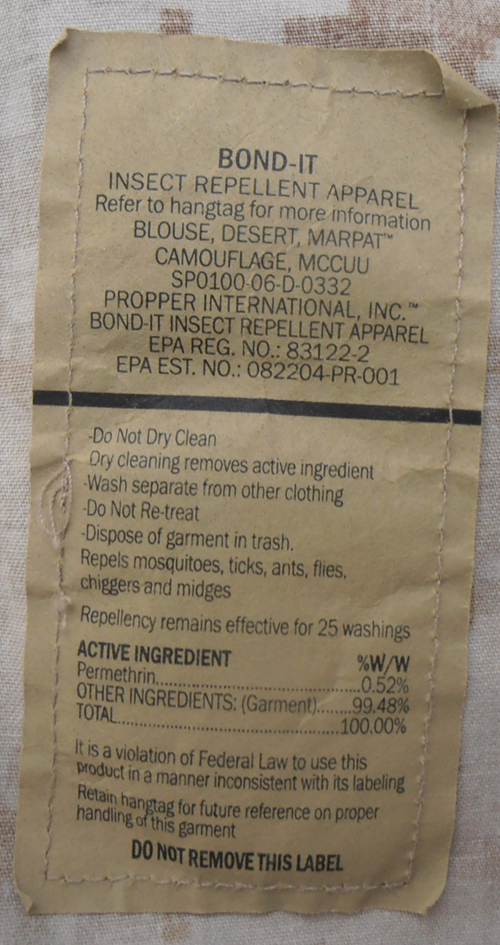 BOND-IT
INSECT REPELLENT APPAREL
Refer to hangtag for more information
BLOUSE, DESERT, MARPAT™
CAMOUFLAGE, MCCUU
SP0100-06-D-0332
PROPPER INTERNATIONAL, INC.™
BOND-IT INSECT REPELLENT APPAREL
EPA REG. NO.: 83122-2
EPA EST. NO.: 082204-PR-001
-Do Not Dry Clean
Dry cleaning removes active ingredient
-Wash separate from other clothing
-Do Not Re-treat
-Dispose of garment in trash.
Repels mosquitoes, ticks, ants, flies,
chiggers and midges
Repellency remains effective for 25 washings
ACTIVE INGREDIENT %W/W
Permethrin..............................0.52%
OTHER INGREDIENTS: (Garment)......99.48%
TOTAL.................................100.00%
It is a violation of Federal Law to use this
product in a manner inconsistent with its labeling
Retain hangtag for future reference on proper
handling of this garment
DO NOT REMOVE THIS LABEL